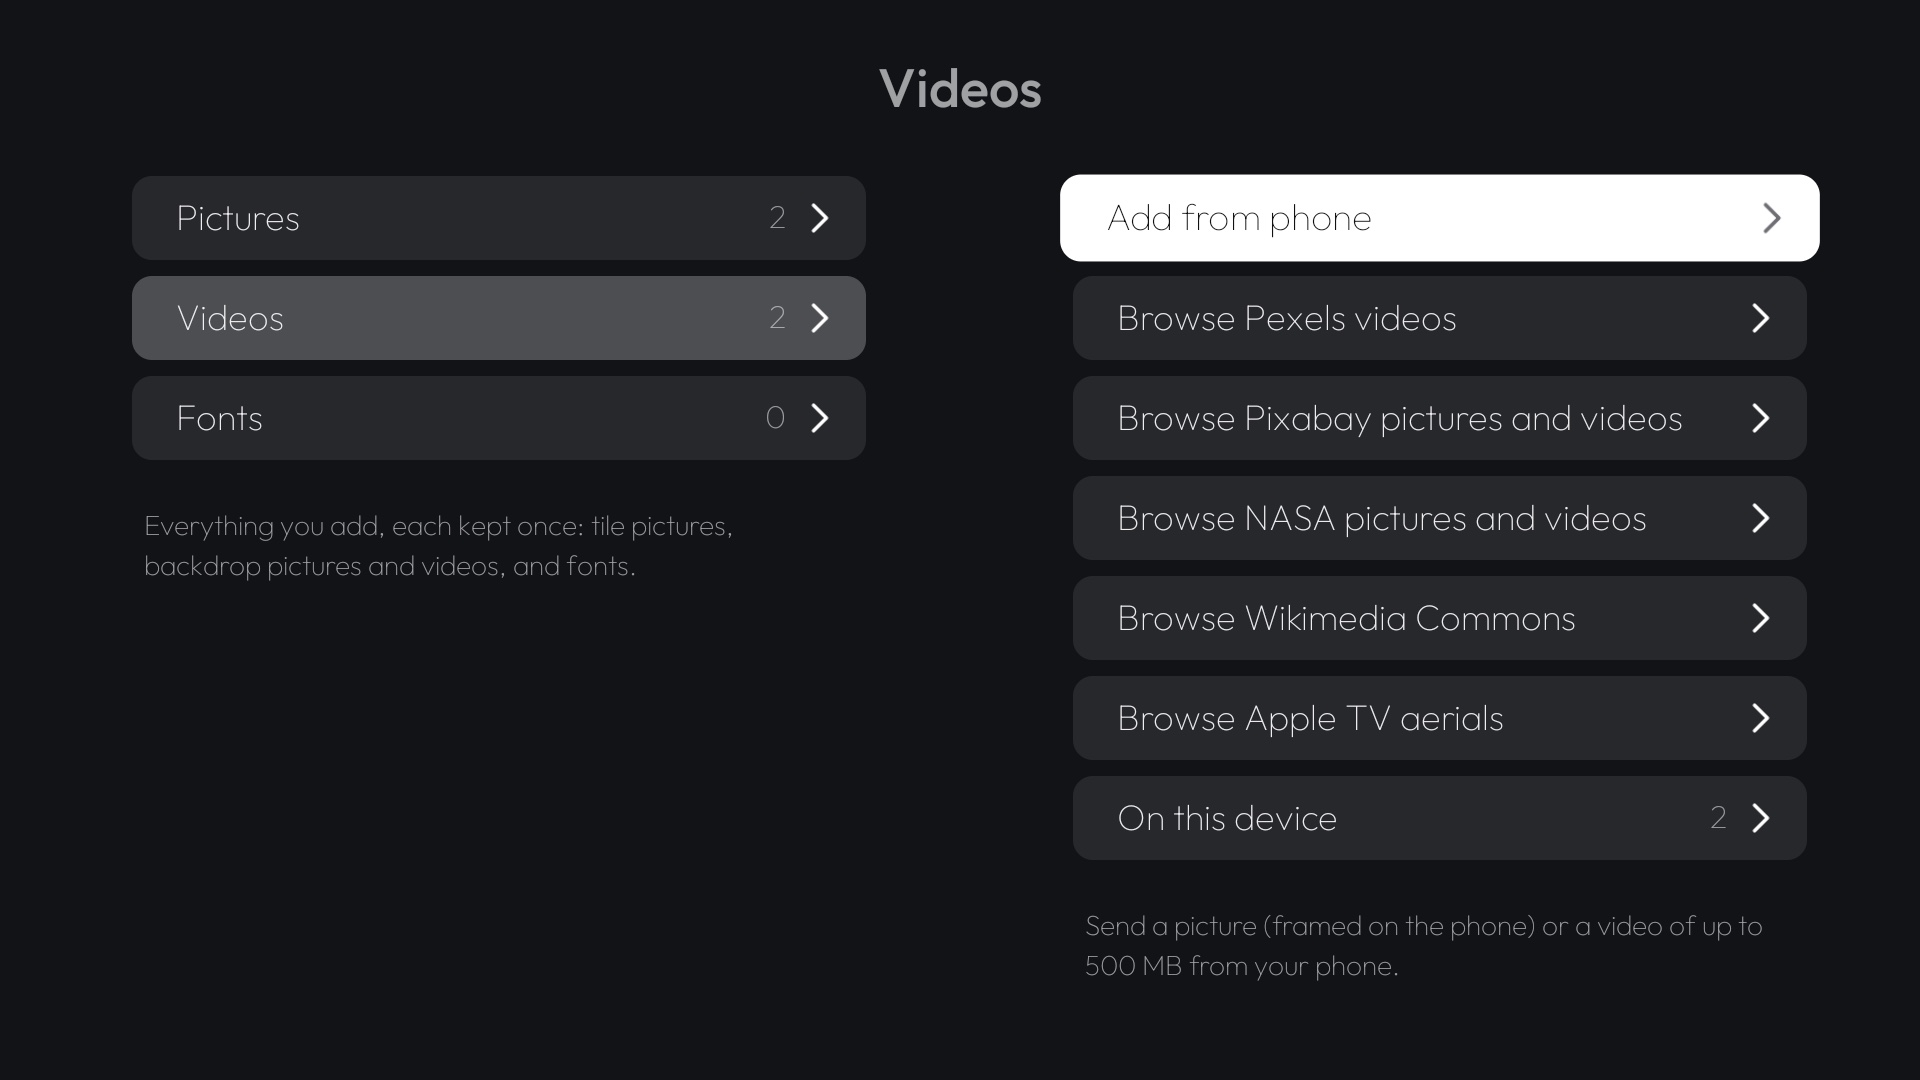 Videos
Pictures 2
Videos 2
Fonts 0
Everything you add, each kept once: tile pictures,
backdrop pictures and videos, and fonts.
Add from phone
Browse Pexels videos
Browse Pixabay pictures and videos
Browse NASA pictures and videos
Browse Wikimedia Commons
Browse Apple TV aerials
On this device 2
Send a picture (framed on the phone) or a video of up to
500 MB from your phone.